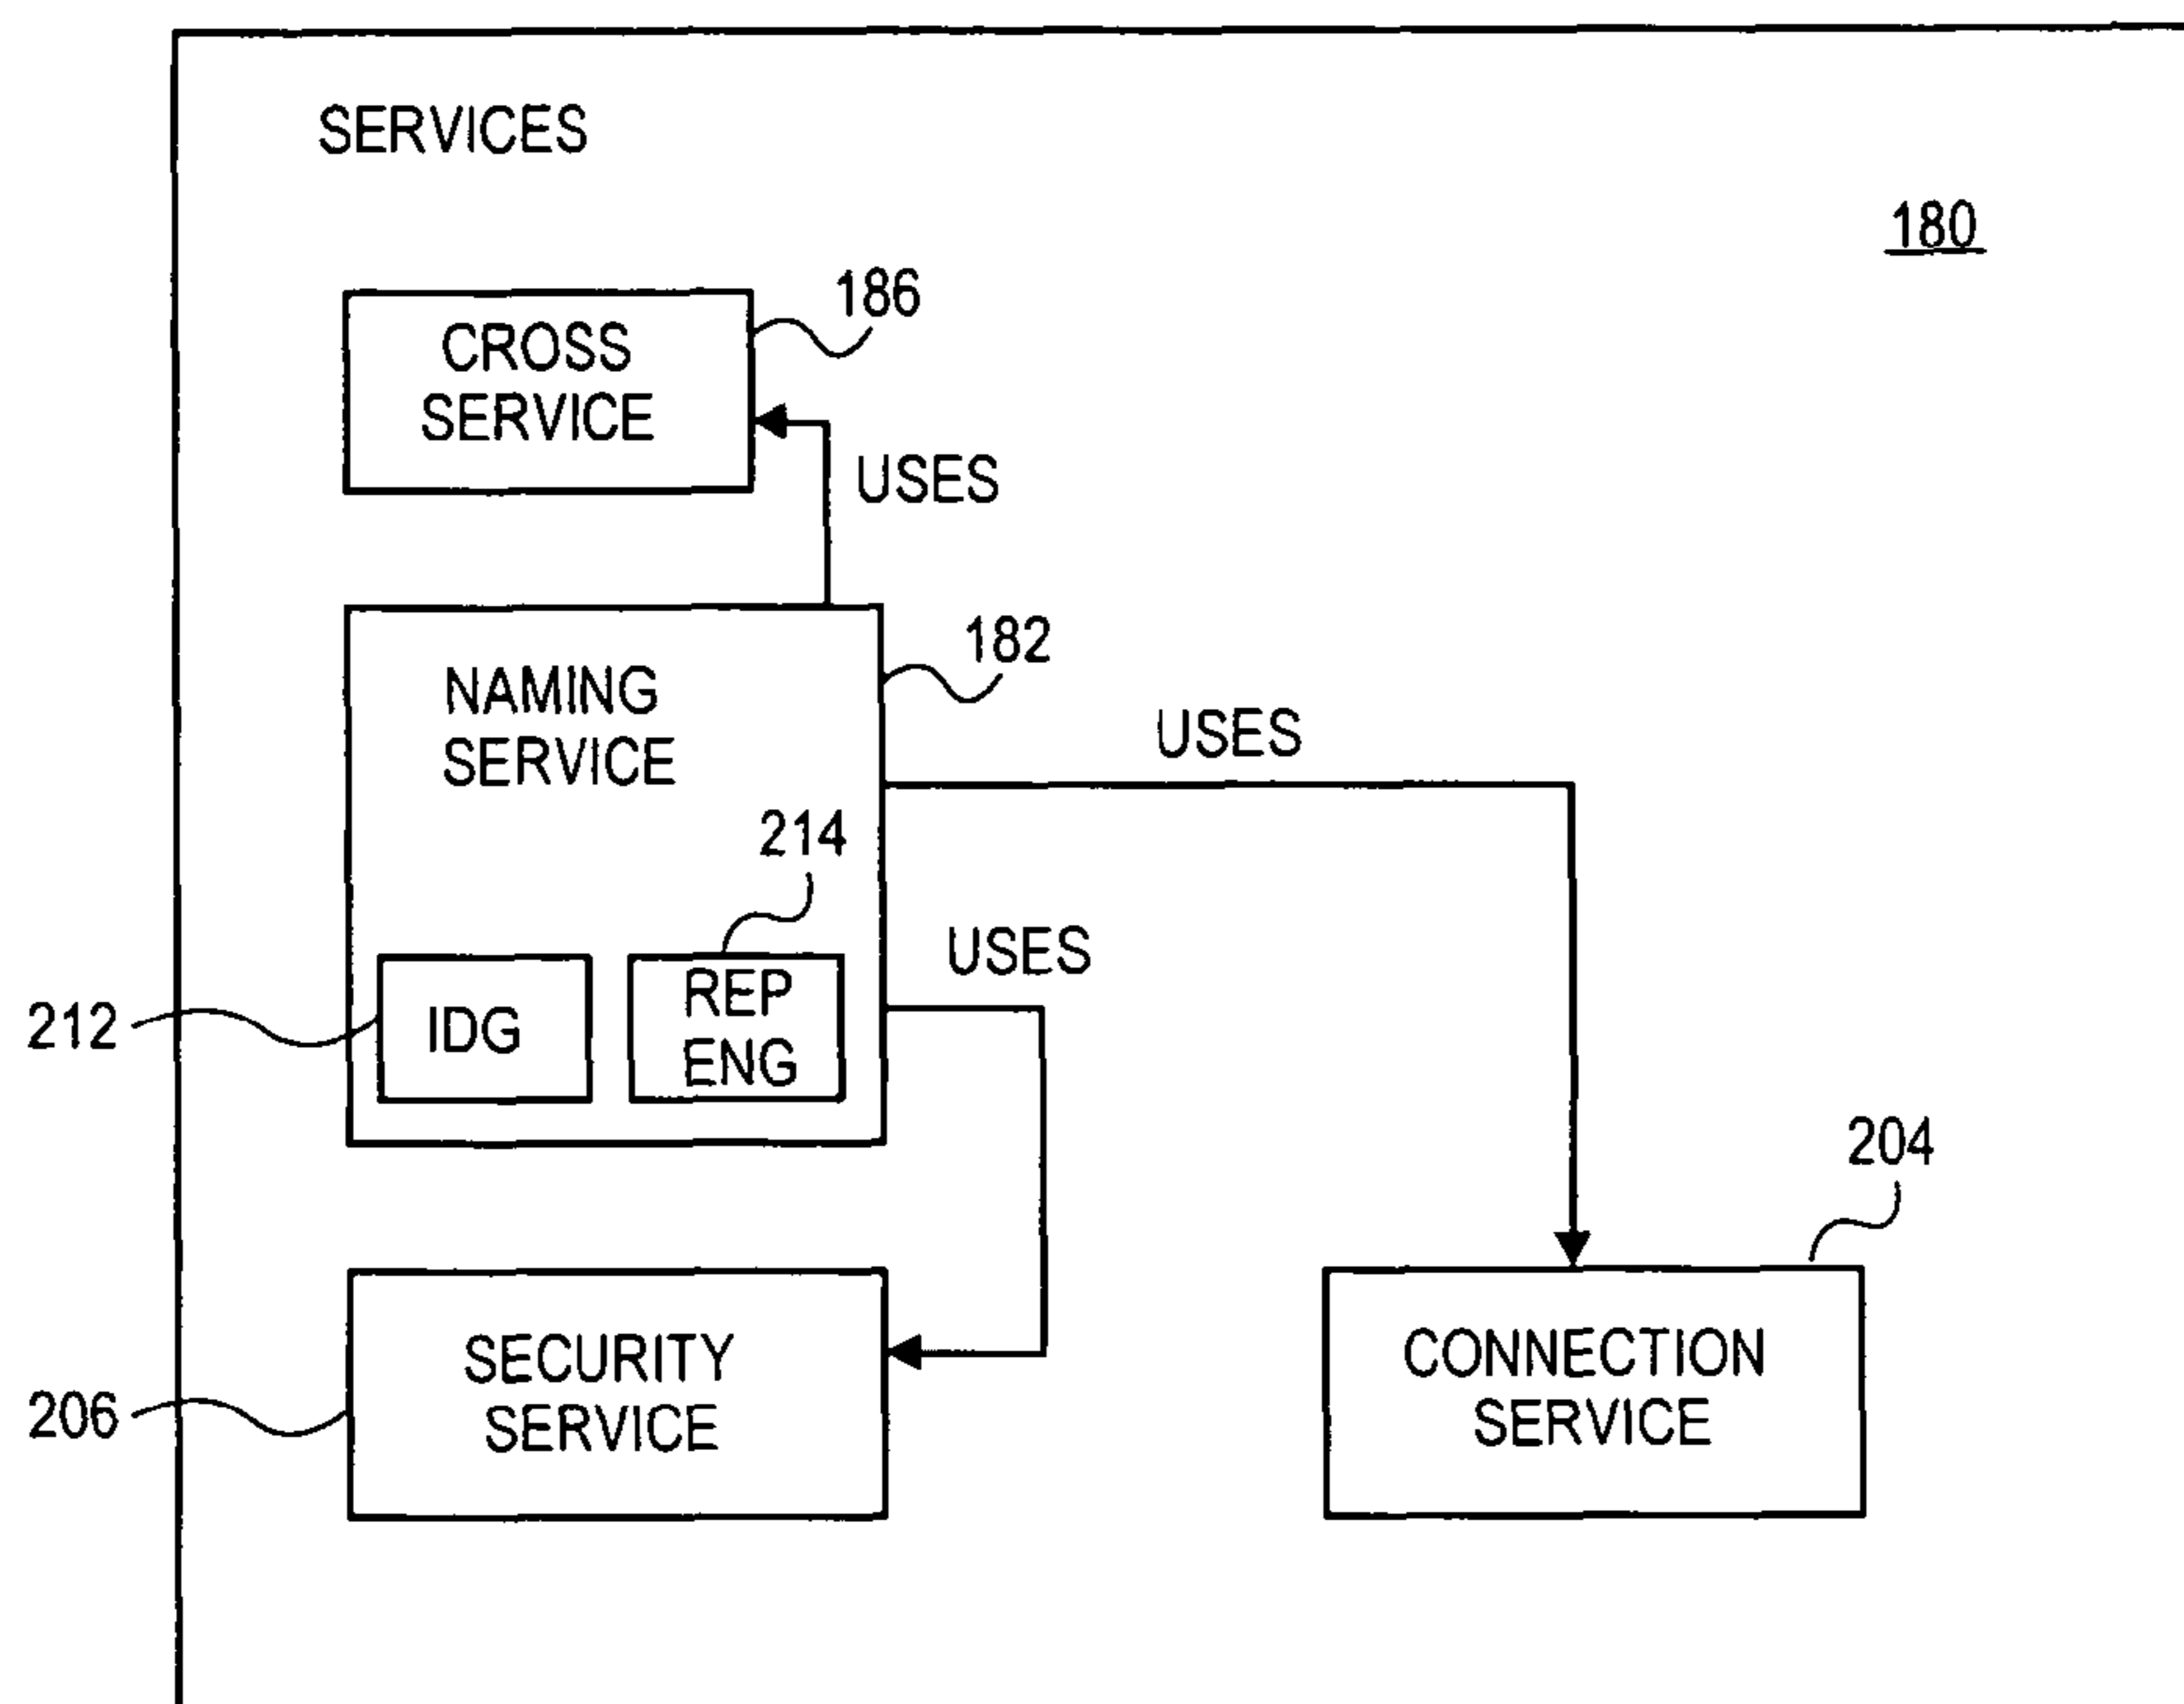 SERVICES
180
186
CROSS
SERVICE
USES
182
NAMING
SERVICE
USES
214
USES
212
IDG
REP
ENG
204
206
SECURITY
SERVICE
CONNECTION
SERVICE